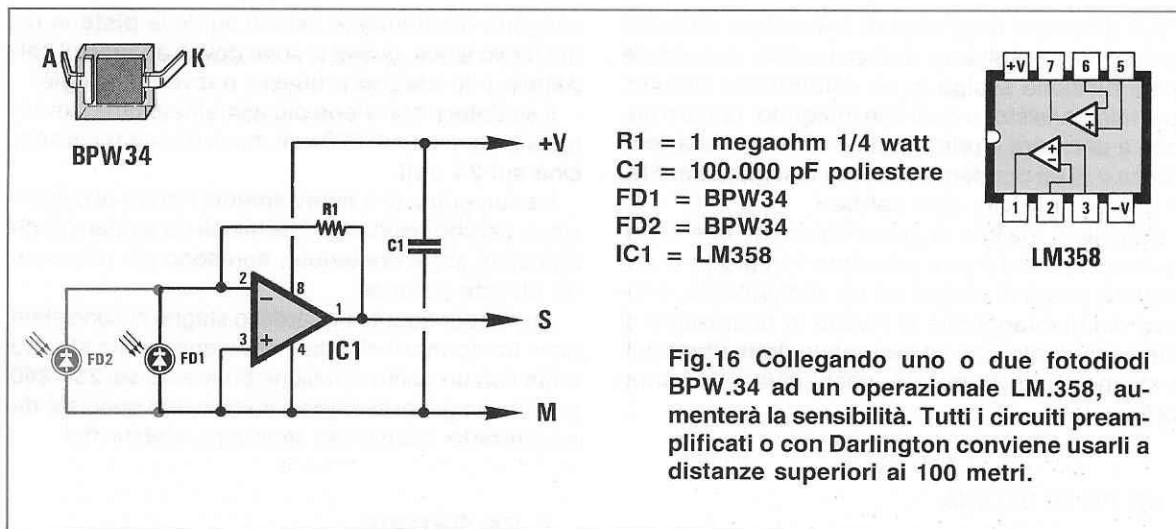 A K
BPW34
+V
R1
C1
2
8
1
3
4
IC1
FD2
FD1
S
M
R1 = 1 megaohm 1/4 watt
C1 = 100.000 pF poliestere
FD1 = BPW34
FD2 = BPW34
IC1 = LM358
+V 7 6 5
1 2 3 -V
LM358
Fig.16 Collegando uno o due fotodiodi
BPW.34 ad un operazionale LM.358, au-
menterà la sensibilità. Tutti i circuiti pream-
plificati o con Darlington conviene usarli a
distanze superiori ai 100 metri.